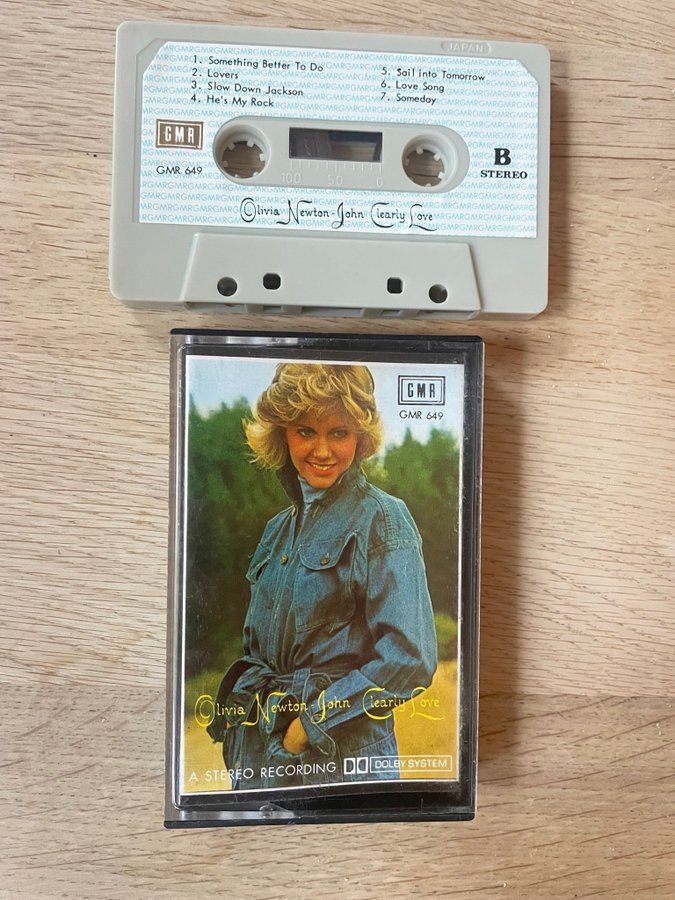 JAPAN
1. Something Better To Do
2. Lovers
3. Slow Down Jackson
4. He's My Rock
5. Sail into Tomorrow
6. Love Song
7. Someday
GMR
GMR 649
B
STEREO
100 50 0
Olivia Newton-John Clearly Love
GMR
GMR 649
Olivia Newton-John Clearly Love
A STEREO RECORDING DOLBY SYSTEM